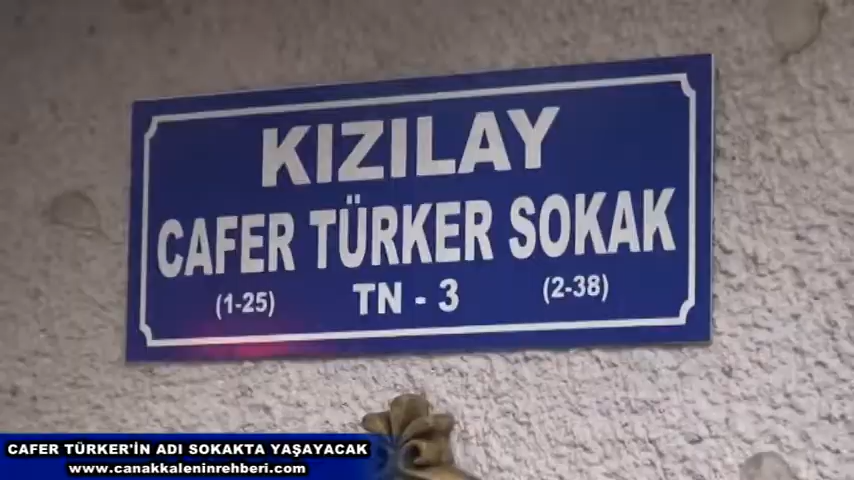 KIZILAY
CAFER TÜRKER SOKAK
(1-25) TN - 3 (2-38)
CAFER TÜRKER'İN ADI SOKAKTA YAŞAYACAK
www.canakkaleninrehberi.com